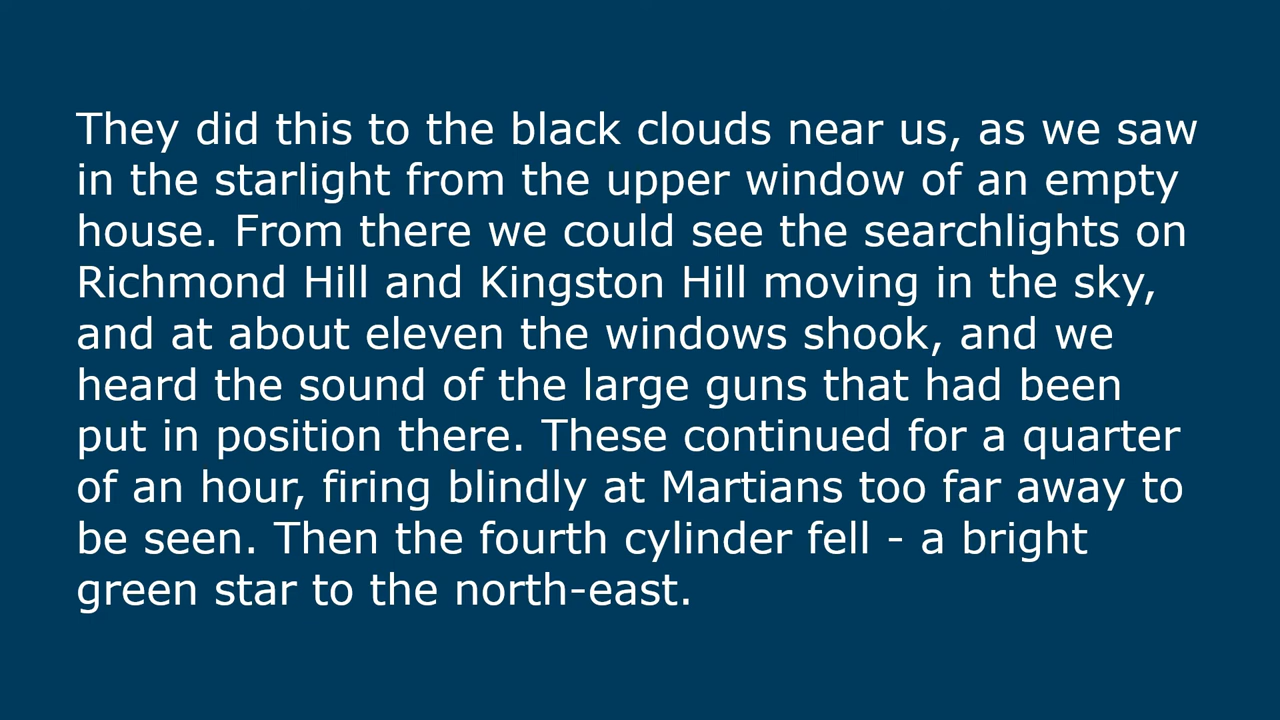 They did this to the black clouds near us, as we saw
in the starlight from the upper window of an empty
house. From there we could see the searchlights on
Richmond Hill and Kingston Hill moving in the sky,
and at about eleven the windows shook, and we
heard the sound of the large guns that had been
put in position there. These continued for a quarter
of an hour, firing blindly at Martians too far away to
be seen. Then the fourth cylinder fell - a bright
green star to the north-east.